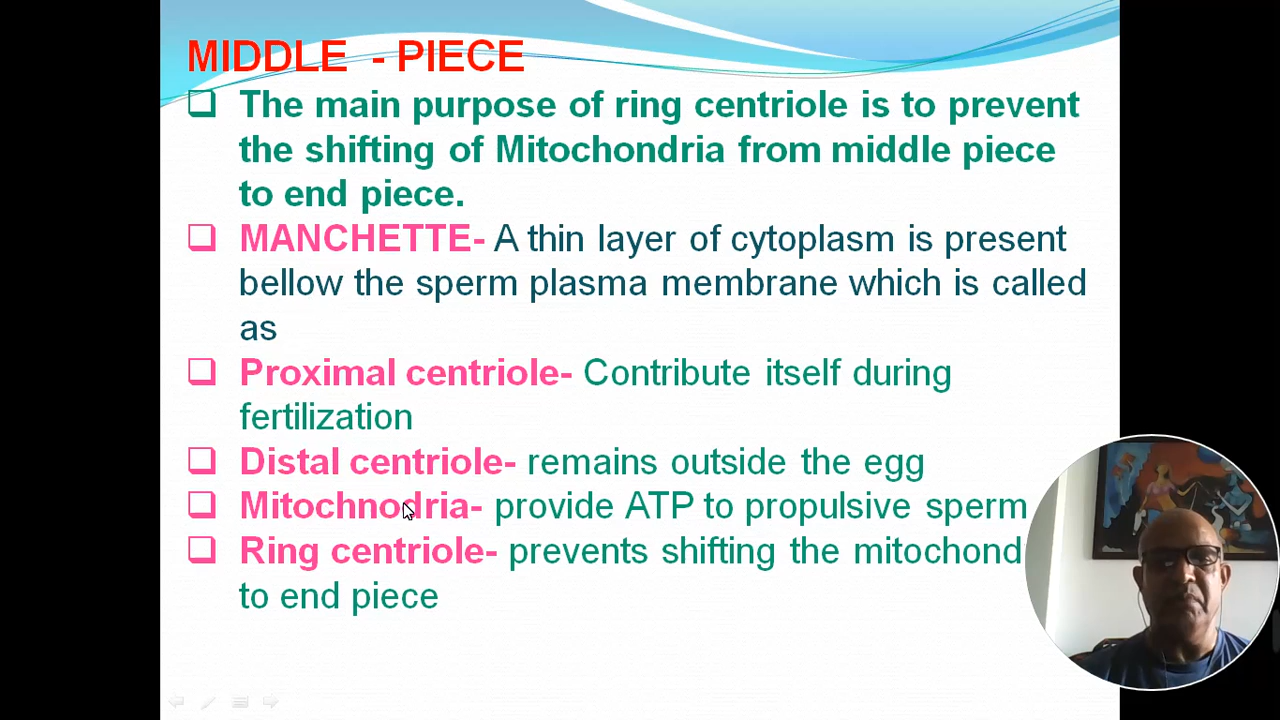 MIDDLE - PIECE
The main purpose of ring centriole is to prevent
the shifting of Mitochondria from middle piece
to end piece.
MANCHETTE- A thin layer of cytoplasm is present
bellow the sperm plasma membrane which is called
as
Proximal centriole- Contribute itself during
fertilization
Distal centriole- remains outside the egg
Mitochnodria- provide ATP to propulsive sperm
Ring centriole- prevents shifting the mitochond
to end piece